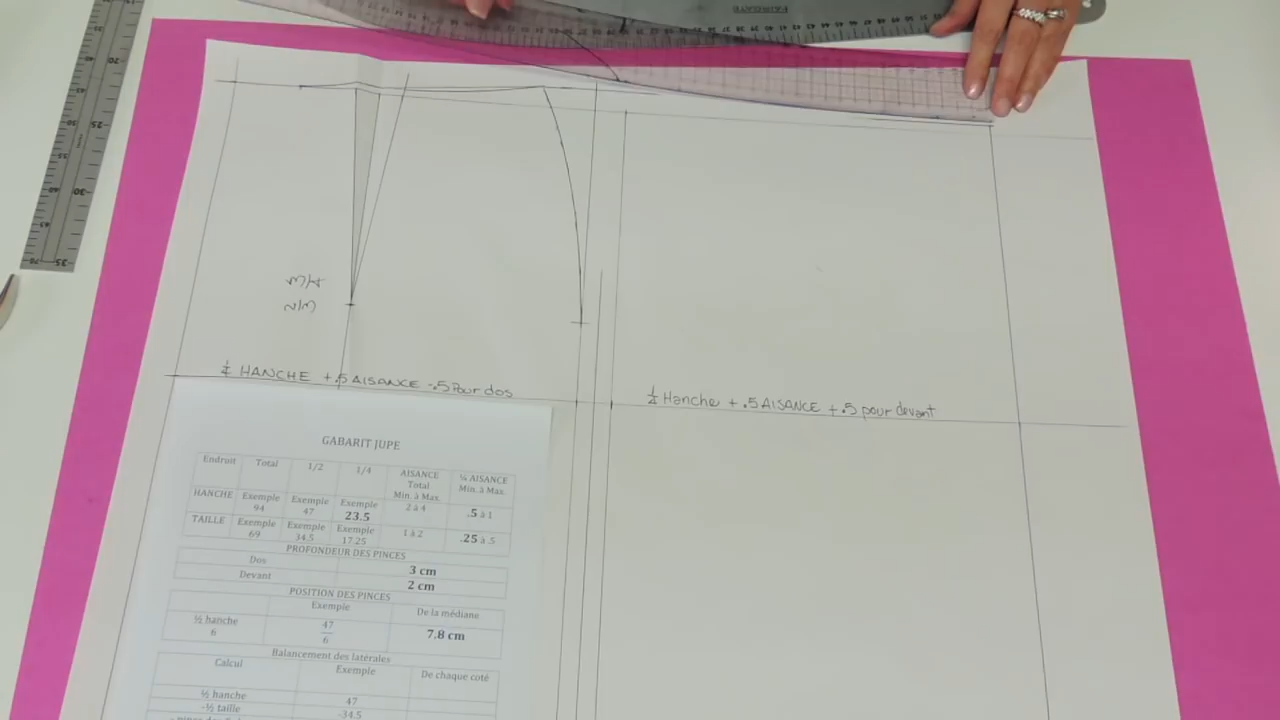 ¼ HANCHE + .5 AISANCE -.5 Pour dos
½ Hanche + .5 AISANCE + .5 pour devant
GABARIT JUPE
Endruit Total 1/2 1/4 AISANCE Total Min. à Max. ¼ AISANCE Min. à Max.
HANCHE Exemple 94 Exemple 47 Exemple 23.5 2 à 4 .5 à 1
TAILLE Exemple 69 Exemple 34.5 Exemple 17.25 1 à 2 .25 à .5
PROFONDEUR DES PINCES
Dos 3 cm
Devant 2 cm
POSITION DES PINCES
Exemple De la médiane
½ hanche 6 47 6 7.8 cm
Balancement des latérales
Calcul Exemple De chaque coté
½ hanche 47
-½ taille -34.5